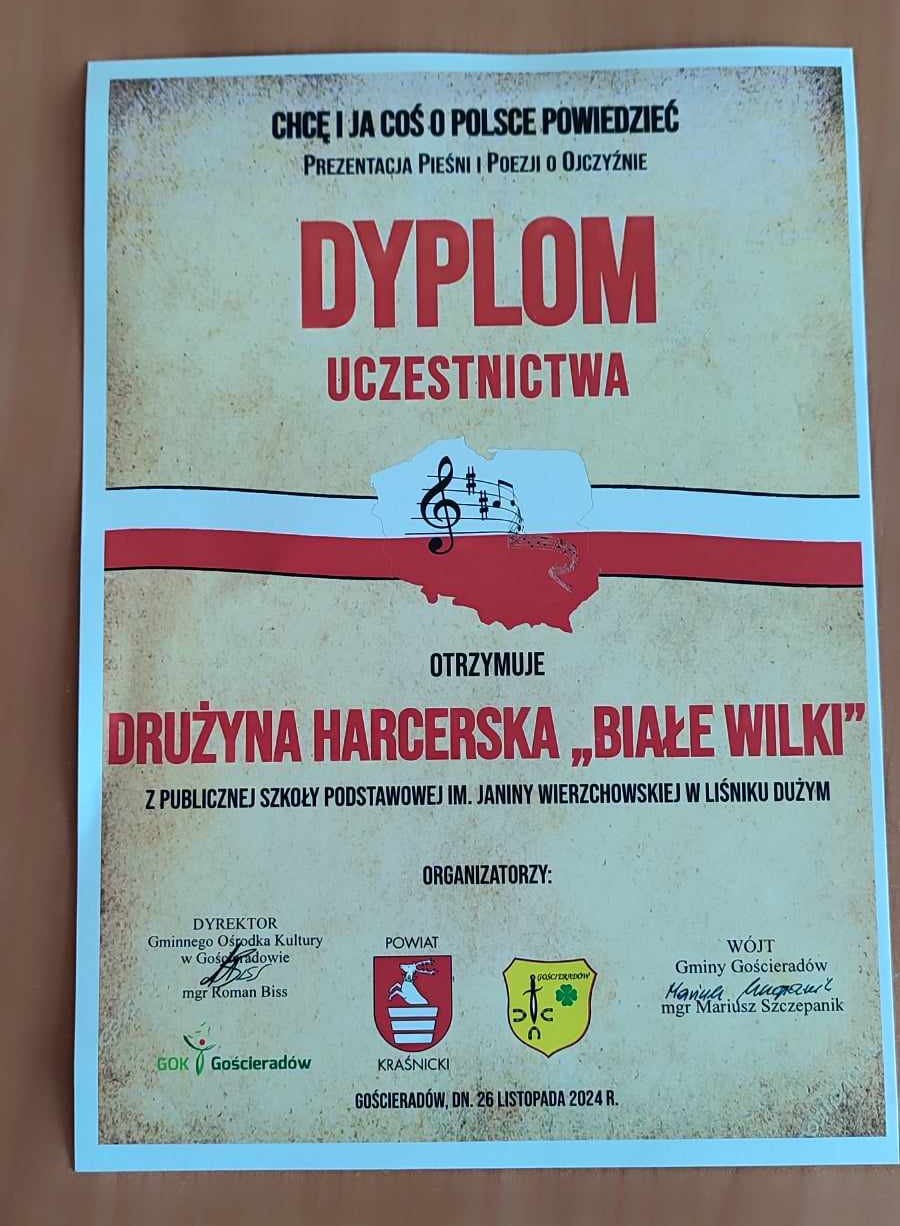 CHCĘ I JA COŚ O POLSCE POWIEDZIEĆ
PREZENTACJA PIEŚNI I POEZJI O OJCZYŹNIE
DYPLOM
UCZESTNICTWA
OTRZYMUJE
DRUŻYNA HARCERSKA „BIAŁE WILKI”
Z PUBLICZNEJ SZKOŁY PODSTAWOWEJ IM. JANINY WIERZCHOWSKIEJ W LIŚNIKU DUŻYM
ORGANIZATORZY:
DYREKTOR
Gminnego Ośrodka Kultury
w Gościeradowie
mgr Roman Biss
GOK Gościeradów
POWIAT
KRAŚNICKI
GOŚCIERADÓW
WÓJT
Gminy Gościeradów
Mariusz Szczepanik
mgr Mariusz Szczepanik
GOŚCIERADÓW, DN. 26 LISTOPADA 2024 R.